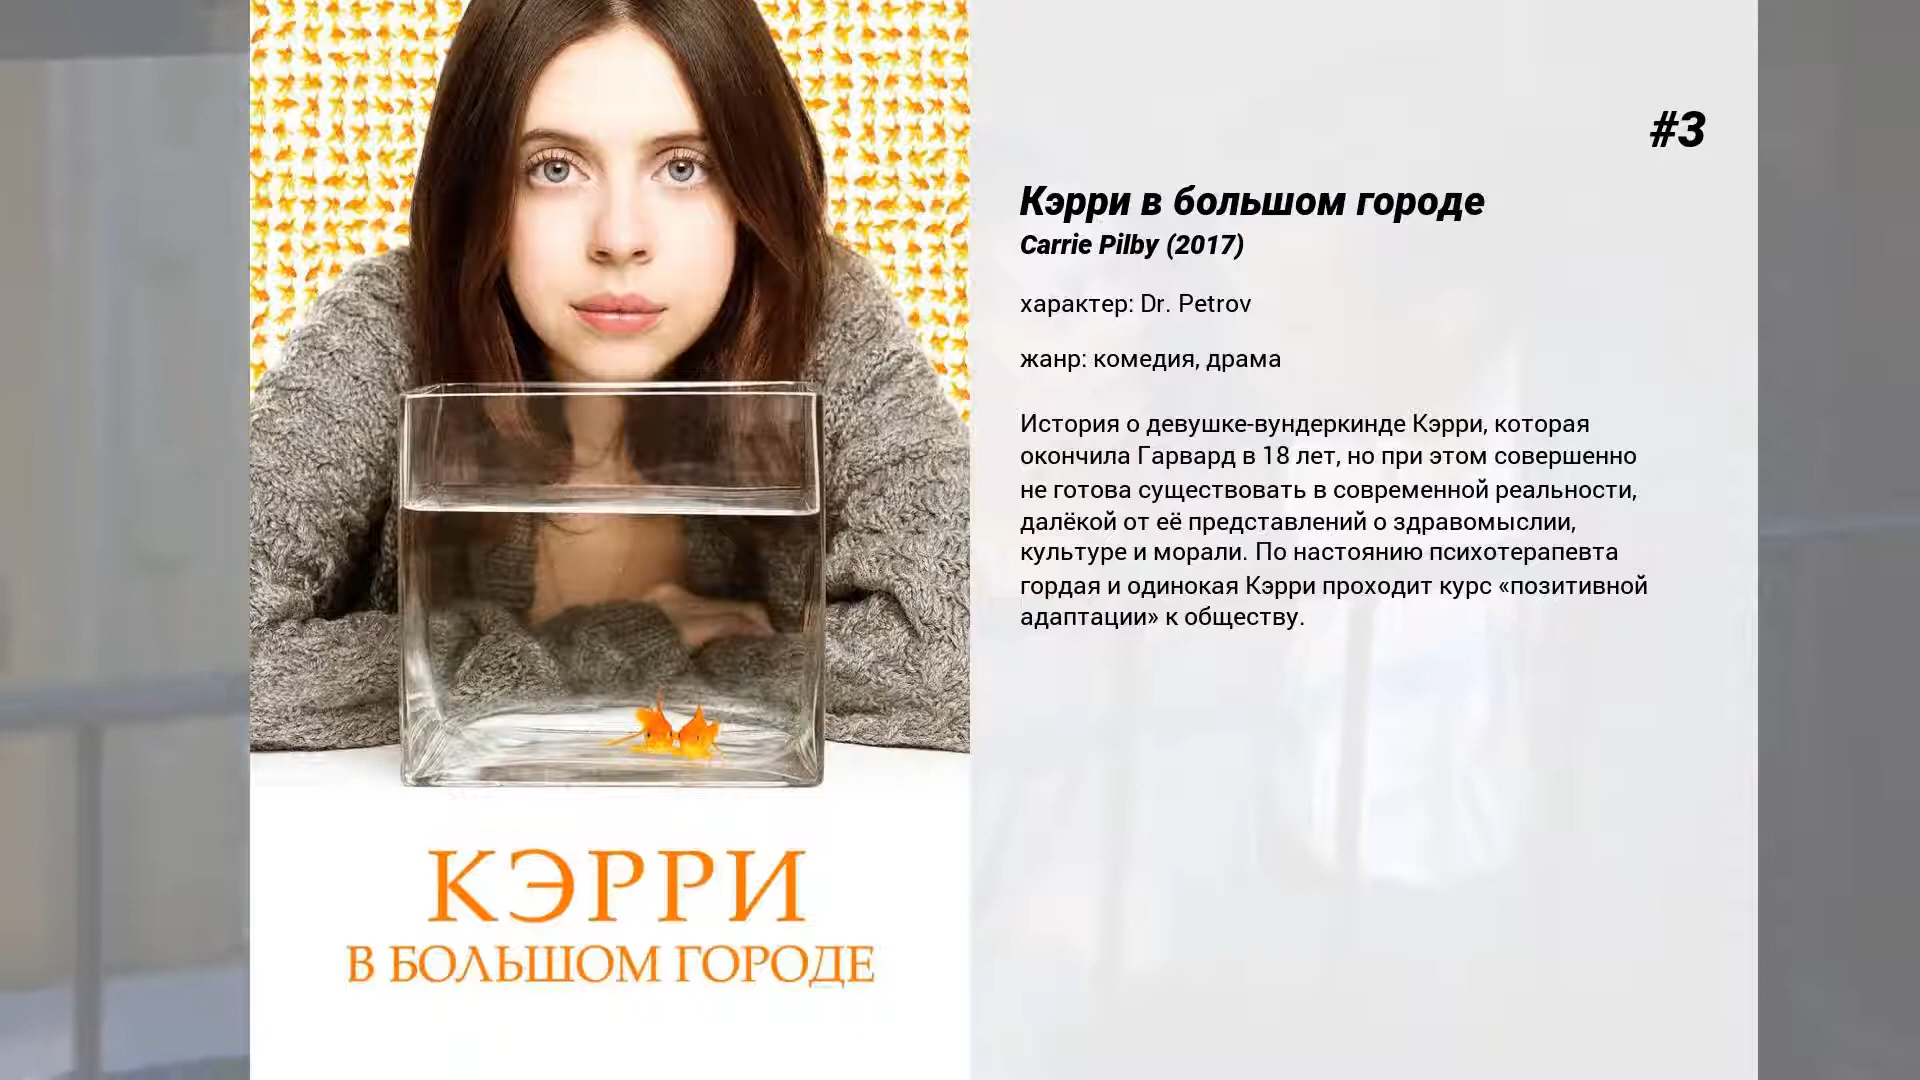 #3
Кэрри в большом городе
Carrie Pilby (2017)
характер: Dr. Petrov
жанр: комедия, драма
История о девушке-вундеркинде Кэрри, которая
окончила Гарвард в 18 лет, но при этом совершенно
не готова существовать в современной реальности,
далёкой от её представлений о здравомыслии,
культуре и морали. По настоянию психотерапевта
гордая и одинокая Кэрри проходит курс «позитивной
адаптации» к обществу.
КЭРРИ
В БОЛЬШОМ ГОРОДЕ